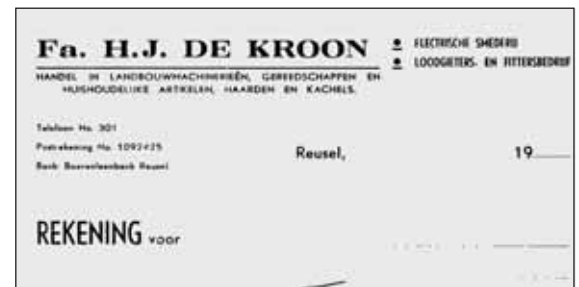 Fa. H.J. DE KROON
● ELECTRISCHE SMEDERIJ
● LOODGIETERS- EN FITTERSBEDRIJF
HANDEL IN LANDBOUWMACHINERIEËN, GEREEDSCHAPPEN EN
HUISHOUDELIJKE ARTIKELEN, HAARDEN EN KACHELS.
Telefoon No. 301
Postrekening No. 1092425
Bank: Boerenleenbank Reusel
Reusel, 19
REKENING voor